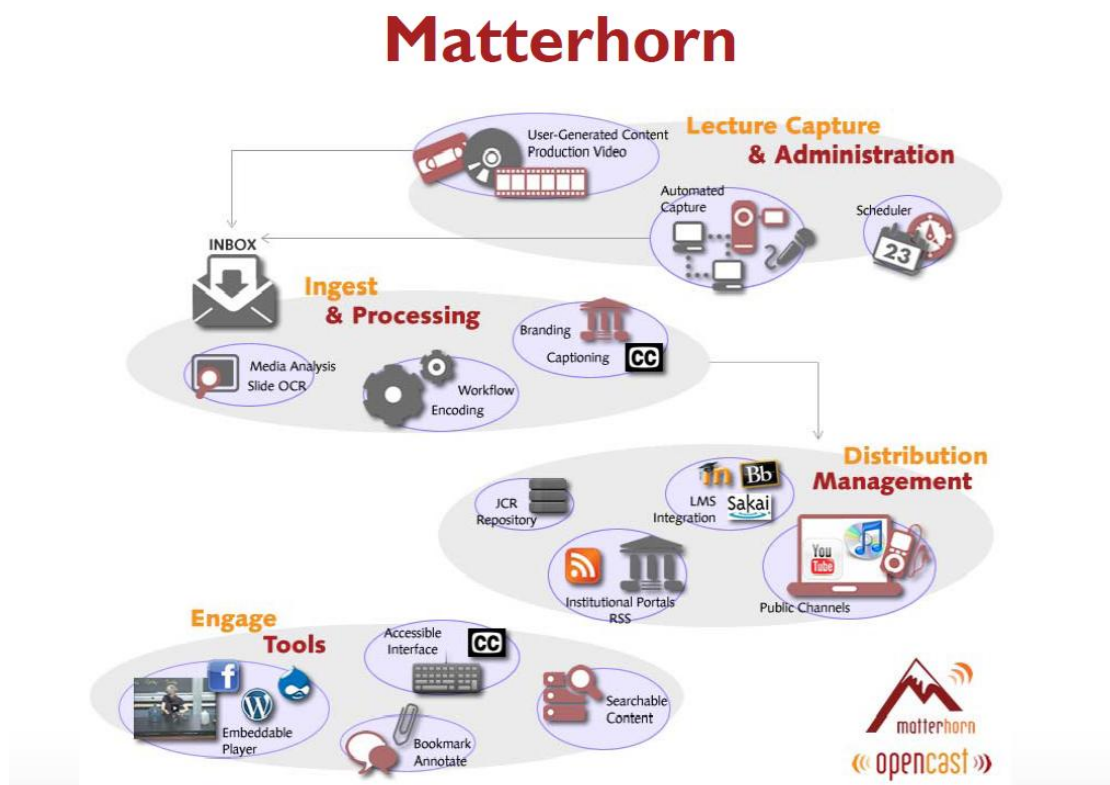 Matterhorn
Lecture Capture
& Administration
User-Generated Content
Production Video
Automated
Capture
Scheduler
23
INBOX
Ingest
& Processing
Branding
Captioning
CC
Media Analysis
Slide OCR
Workflow
Encoding
Distribution
Management
JCR
Repository
m
Bb
LMS
Integration
Sakai
You
Tube
Institutional Portals
RSS
Public Channels
Engage
Tools
Accessible
Interface
CC
f
W
Embeddable
Player
Bookmark
Annotate
Searchable
Content
matterhorn
opencast